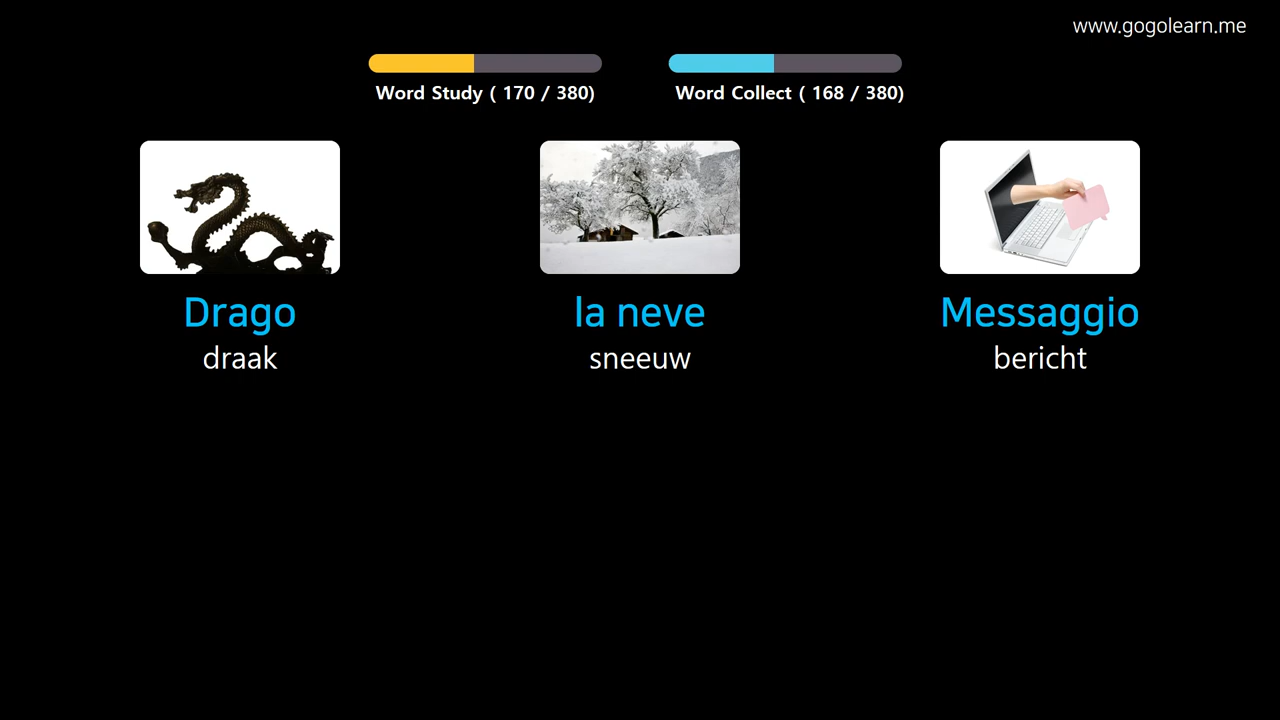 www.gogolearn.me
Word Study ( 170 / 380)
Word Collect ( 168 / 380)
Drago
draak
la neve
sneeuw
Messaggio
bericht